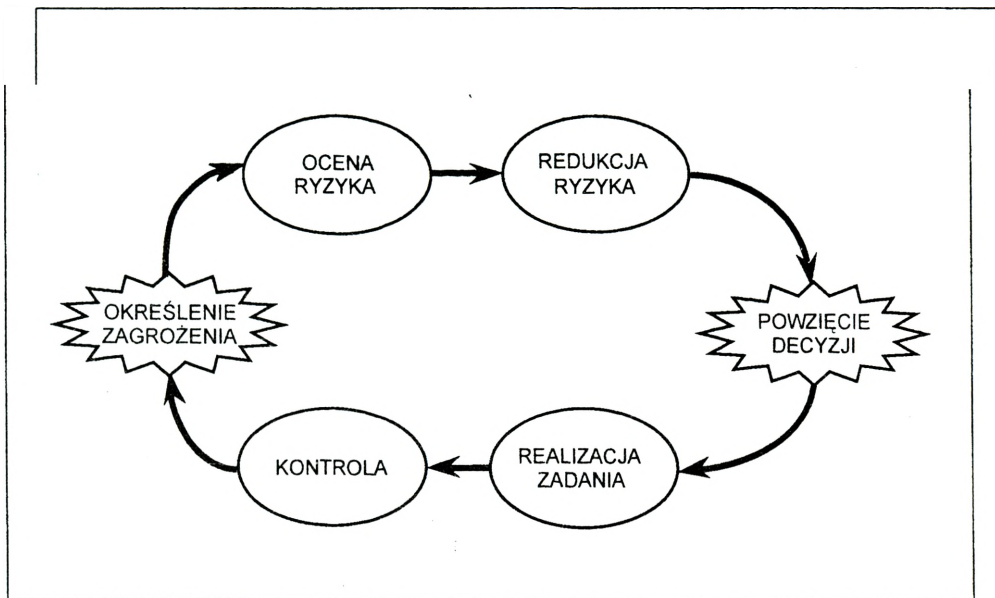 OCENA
RYZYKA
REDUKCJA
RYZYKA
OKREŚLENIE
ZAGROŻENIA
POWZIĘCIE
DECYZJI
KONTROLA
REALIZACJA
ZADANIA